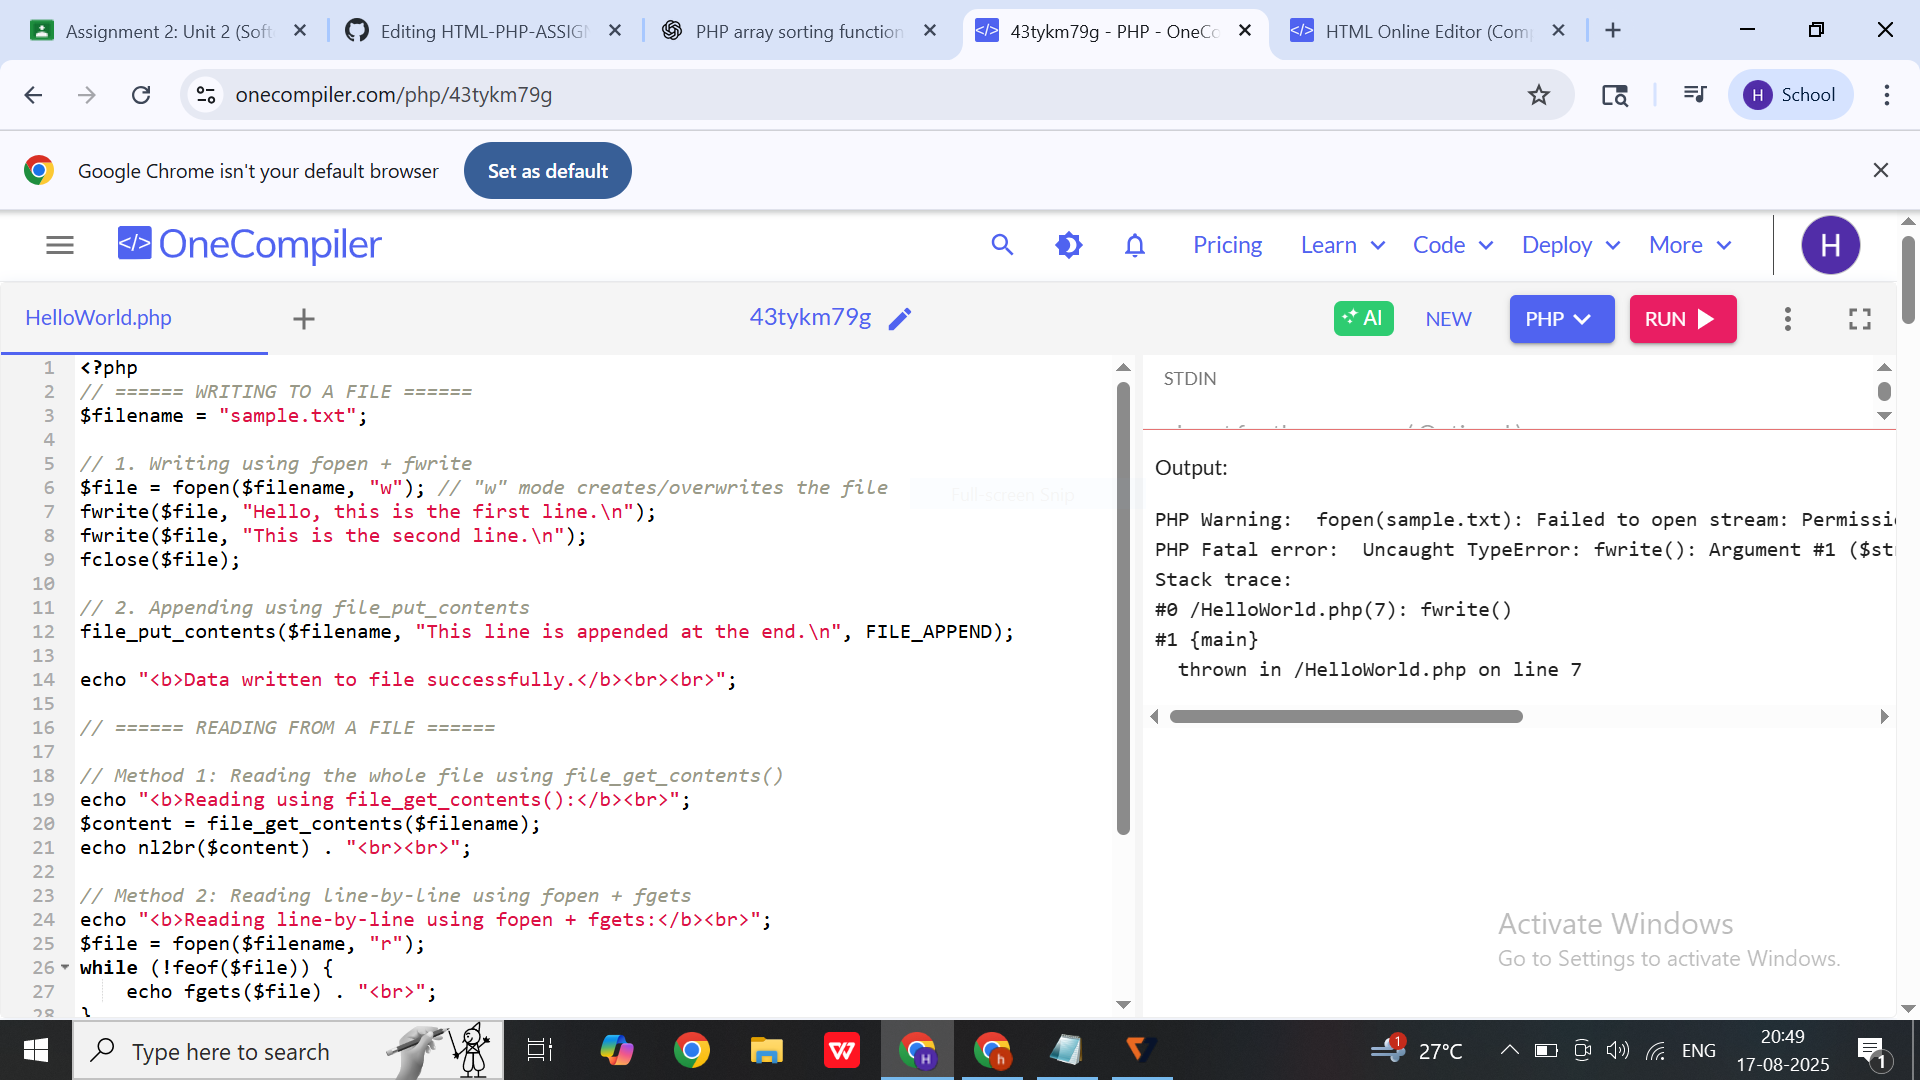 Assignment 2: Unit 2 (Soft
Editing HTML-PHP-ASSIGN
PHP array sorting function
43tykm79g - PHP - OneCo
HTML Online Editor (Com
onecompiler.com/php/43tykm79g
H School
Google Chrome isn't your default browser
Set as default
</> OneCompiler
Pricing Learn Code Deploy More H
HelloWorld.php
43tykm79g
AI NEW PHP RUN
1 <?php
2 // ====== WRITING TO A FILE ======
3 $filename = "sample.txt";
4
5 // 1. Writing using fopen + fwrite
6 $file = fopen($filename, "w"); // "w" mode creates/overwrites the file
7 fwrite($file, "Hello, this is the first line.\n");
8 fwrite($file, "This is the second line.\n");
9 fclose($file);
10
11 // 2. Appending using file_put_contents
12 file_put_contents($filename, "This line is appended at the end.\n", FILE_APPEND);
13
14 echo "<b>Data written to file successfully.</b><br><br>";
15
16 // ====== READING FROM A FILE ======
17
18 // Method 1: Reading the whole file using file_get_contents()
19 echo "<b>Reading using file_get_contents():</b><br>";
20 $content = file_get_contents($filename);
21 echo nl2br($content) . "<br><br>";
22
23 // Method 2: Reading line-by-line using fopen + fgets
24 echo "<b>Reading line-by-line using fopen + fgets:</b><br>";
25 $file = fopen($filename, "r");
26 while (!feof($file)) {
27 echo fgets($file) . "<br>";
28 }
Full-screen Snip
STDIN
Output:
PHP Warning:  fopen(sample.txt): Failed to open stream: Permissi
PHP Fatal error:  Uncaught TypeError: fwrite(): Argument #1 ($st
Stack trace:
#0 /HelloWorld.php(7): fwrite()
#1 {main}
thrown in /HelloWorld.php on line 7
Activate Windows
Go to Settings to activate Windows.
Type here to search
H
h
1
27°C
ENG
20:49
17-08-2025
1